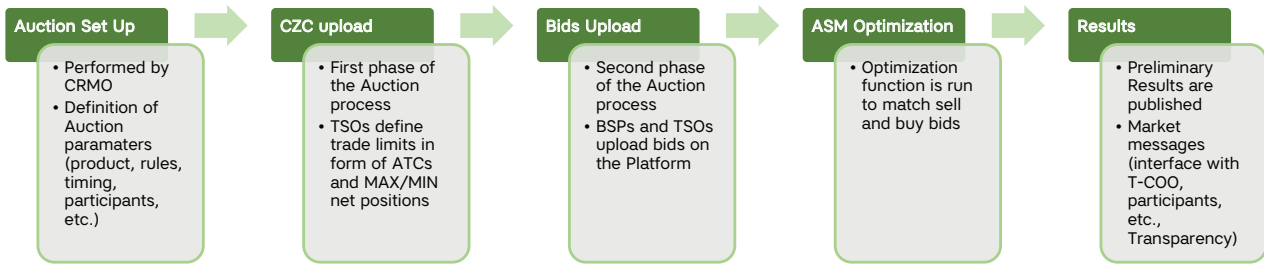 Auction Set Up
• Performed by
CRMO
• Definition of
Auction
paramaters
(product, rules,
timing,
participants,
etc.)
CZC upload
• First phase of
the Auction
process
• TSOs define
trade limits in
form of ATCs
and MAX/MIN
net positions
Bids Upload
• Second phase
of the Auction
process
• BSPs and TSOs
upload bids on
the Platform
ASM Optimization
• Optimization
function is run
to match sell
and buy bids
Results
• Preliminary
Results are
published
• Market
messages
(interface with
T-COO,
participants,
etc.,
Transparency)